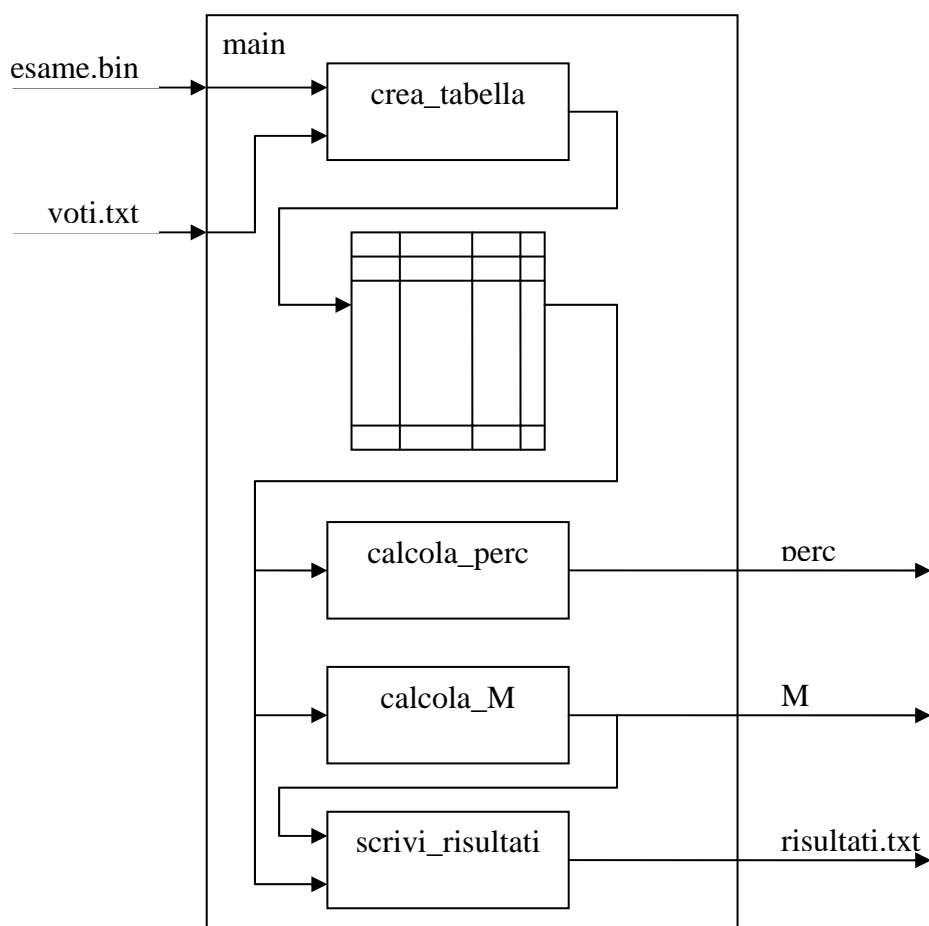 main
esame.bin
crea_tabella
voti.txt
calcola_perc
perc
calcola_M
M
scrivi_risultati
risultati.txt